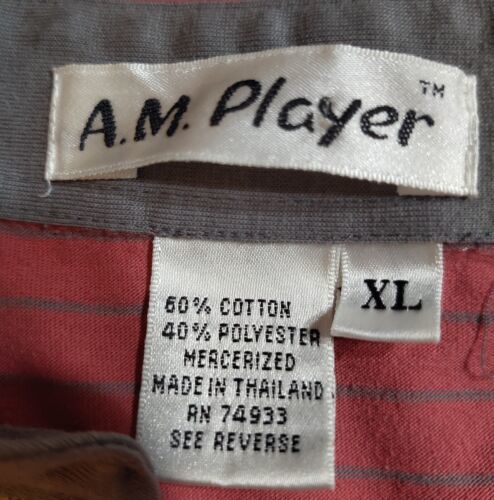 A.M. Player™
XL
60% COTTON
40% POLYESTER
MERCERIZED
MADE IN THAILAND
RN 74933
SEE REVERSE